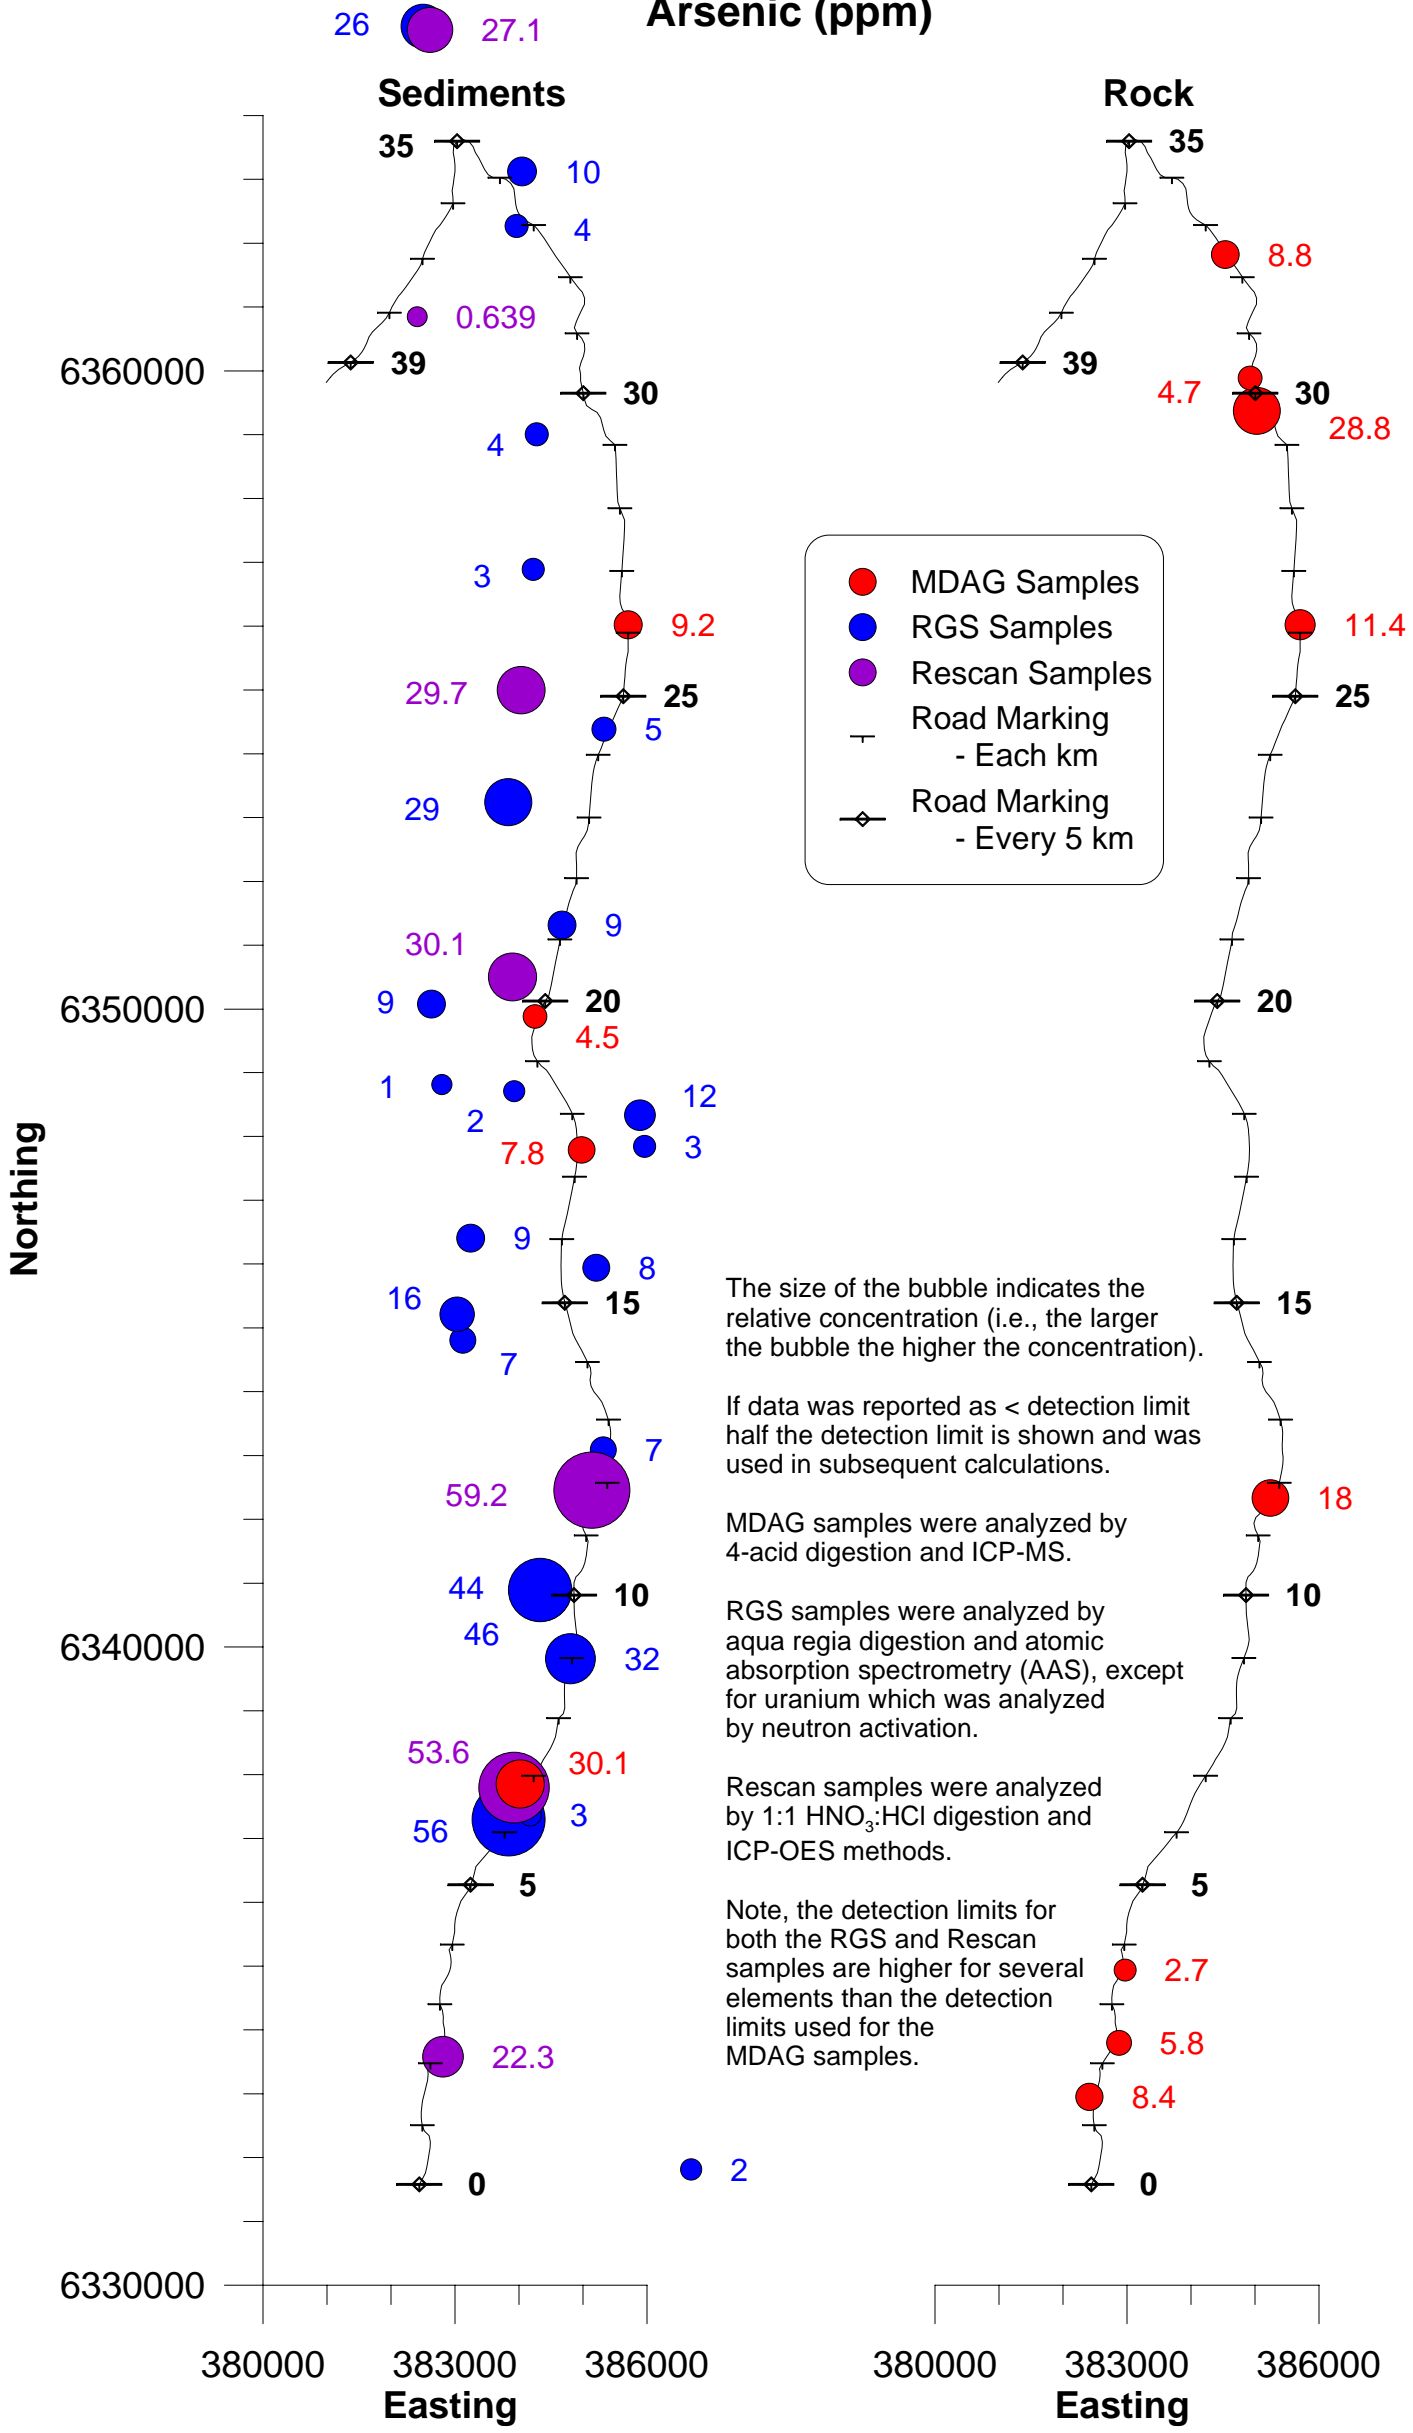 Arsenic (ppm)
26
27.1
Sediments
Rock
35
35
10
4
8.8
0.639
39
39
6360000
30
4.7
30
28.8
4
3
9.2
11.4
MDAG Samples
RGS Samples
Rescan Samples
Road Marking
- Each km
Road Marking
- Every 5 km
29.7
25
25
5
29
9
30.1
9
20
20
6350000
4.5
1
2
12
3
7.8
Northing
9
8
16
15
15
7
The size of the bubble indicates the
relative concentration (i.e., the larger
the bubble the higher the concentration).
If data was reported as < detection limit
half the detection limit is shown and was
used in subsequent calculations.
MDAG samples were analyzed by
4-acid digestion and ICP-MS.
RGS samples were analyzed by
aqua regia digestion and atomic
absorption spectrometry (AAS), except
for uranium which was analyzed
by neutron activation.
Rescan samples were analyzed
by 1:1 HNO3:HCl digestion and
ICP-OES methods.
Note, the detection limits for
both the RGS and Rescan
samples are higher for several
elements than the detection
limits used for the
MDAG samples.
7
59.2
18
44
10
10
46
6340000
32
53.6
30.1
56
3
5
5
2.7
22.3
5.8
8.4
2
0
0
6330000
380000
383000
386000
380000
383000
386000
Easting
Easting